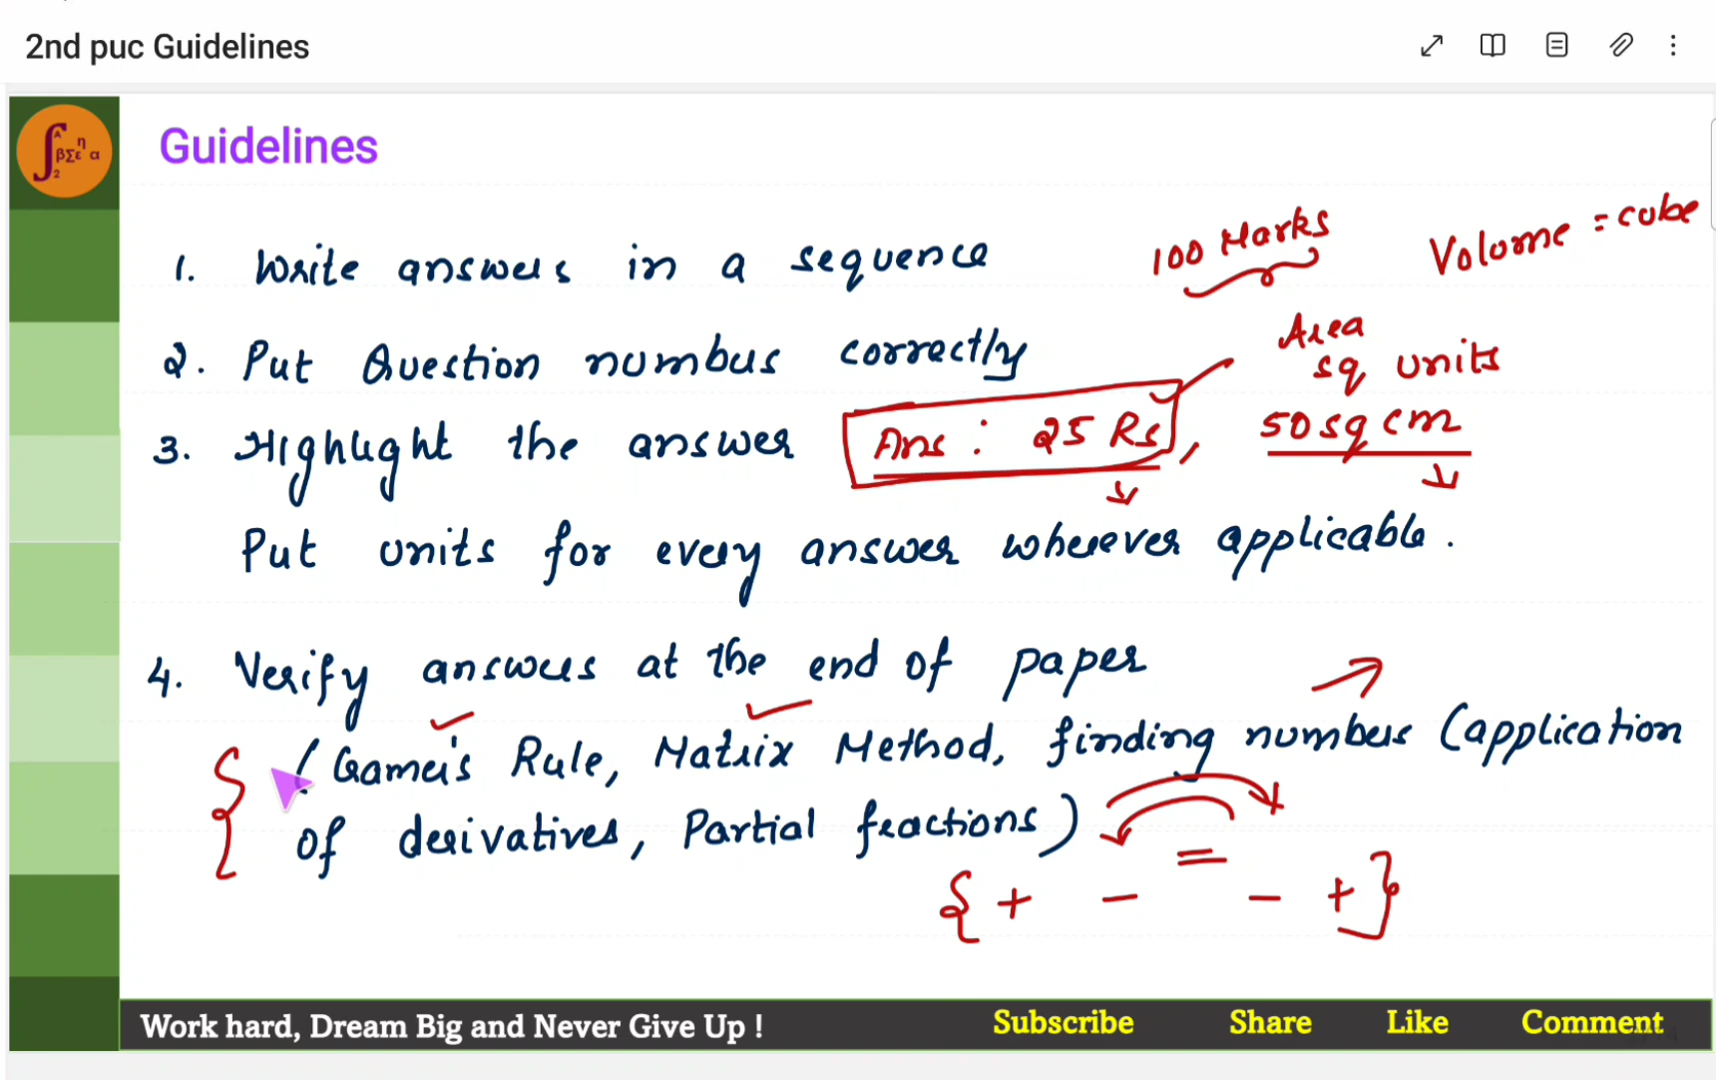 2nd puc Guidelines
Guidelines
1. Write answers in a sequence
100 Marks
Volume = cube
2. Put Question numbers correctly
Area
sq units
3. Highlight the answer
Ans : 25 Rs , 50 sq cm
Put units for every answer wherever applicable.
4. Verify answers at the end of paper
(Gamer's Rule, Matrix Method, finding numbers (application
of derivatives, Partial fractions)
=
{ + - - + }
Work hard, Dream Big and Never Give Up !
Subscribe Share Like Comment